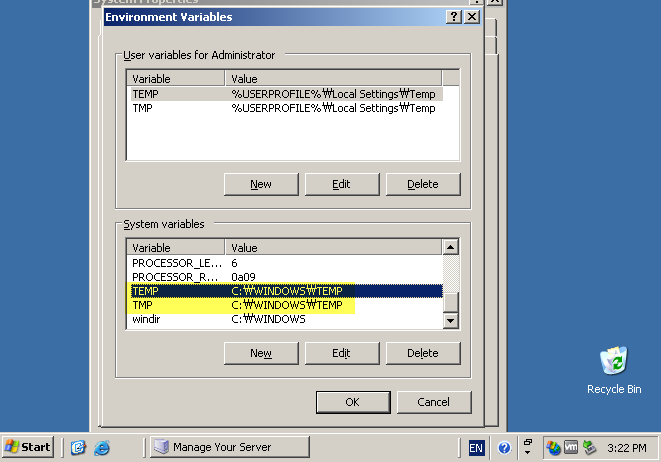 System Properties
Environment Variables
User variables for Administrator
Variable Value
TEMP %USERPROFILE%₩Local Settings₩Temp
TMP %USERPROFILE%₩Local Settings₩Temp
New Edit Delete
System variables
Variable Value
PROCESSOR_LE... 6
PROCESSOR_R... 0a09
TEMP C:₩WINDOWS₩TEMP
TMP C:₩WINDOWS₩TEMP
windir C:₩WINDOWS
New Edit Delete
OK Cancel
Recycle Bin
Start Manage Your Server EN 3:22 PM